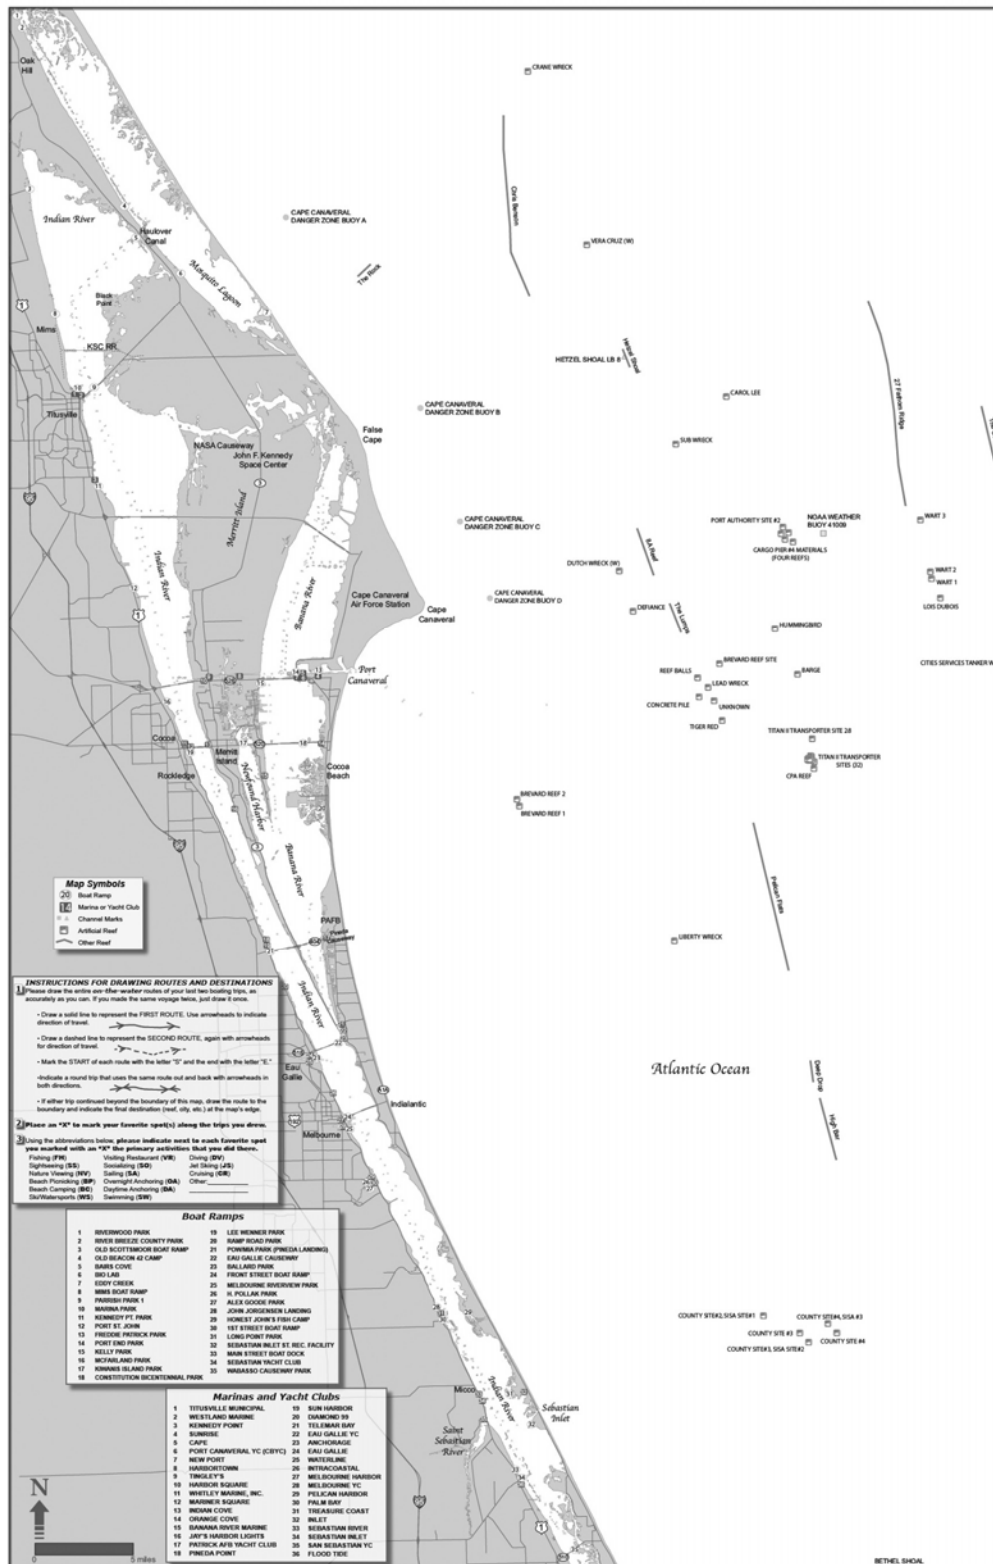 CRANE WRECK
Oak
Hill
Chris Benson
Indian River
CAPE CANAVERAL
DANGER ZONE BUOY A
Haulover
Canal
VERA CRUZ (W)
Mosquito Lagoon
The Rock
Black
Point
1
Mims
KSC RR
Hetzel Shoal
HETZEL SHOAL LB 8
27 Fathom Ridge
CAROL LEE
CAPE CANAVERAL
DANGER ZONE BUOY B
Titusville
False
Cape
NASA Causeway
John F. Kennedy
Space Center
SUB WRECK
Merritt Island
CAPE CANAVERAL
DANGER ZONE BUOY C
PORT AUTHORITY SITE #2
NOAA WEATHER
BUOY 41009
WART 3
8A Reef
CARGO PIER #4 MATERIALS
(FOUR REEFS)
Indian River
DUTCH WRECK (W)
WART 2
WART 1
Banana River
Cape Canaveral
Air Force Station
CAPE CANAVERAL
DANGER ZONE BUOY D
LOIS DUBOIS
Cape
Canaveral
DEFIANCE
The Lumps
HUMMINGBIRD
Port
Canaveral
BREVARD REEF SITE
CITIES SERVICES TANKER W
REEF BALLS
BARGE
LEAD WRECK
CONCRETE PILE
UNKNOWN
TIGER RED
TITAN II TRANSPORTER SITE 28
Cocoa
Merritt
Island
Rockledge
Newfound Harbor
Cocoa
Beach
TITAN II TRANSPORTER
SITES (32)
CPA REEF
BREVARD REEF 2
BREVARD REEF 1
Banana River
Pelican Flats
Map Symbols
20 Boat Ramp
14 Marina or Yacht Club
Channel Marks
Artificial Reef
Other Reef
PAFB
Pineda
Causeway
LIBERTY WRECK
INSTRUCTIONS FOR DRAWING ROUTES AND DESTINATIONS
1 Please draw the entire on-the-water routes of your last two boating trips, as
accurately as you can. If you made the same voyage twice, just draw it once.
• Draw a solid line to represent the FIRST ROUTE. Use arrowheads to indicate
direction of travel.
• Draw a dashed line to represent the SECOND ROUTE, again with arrowheads
for direction of travel.
• Mark the START of each route with the letter "S" and the end with the letter "E."
•Indicate a round trip that uses the same route out and back with arrowheads in
both directions.
• If either trip continued beyond the boundary of this map, draw the route to the
boundary and indicate the final destination (reef, city, etc.) at the map's edge.
2 Place an "X" to mark your favorite spot(s) along the trips you drew.
3 Using the abbreviations below, please indicate next to each favorite spot
you marked with an "X" the primary activities that you did there.
Fishing (FH) Visiting Restaurant (VR) Diving (DV)
Sightseeing (SS) Socializing (SO) Jet Skiing (JS)
Nature Viewing (NV) Sailing (SA) Cruising (CR)
Beach Picnicking (BP) Overnight Anchoring (OA) Other:
Beach Camping (BC) Daytime Anchoring (DA)
Ski/Watersports (WS) Swimming (SW)
Indian River
Eau
Gallie
Indialantic
Melbourne
Atlantic Ocean
Deep Drop
High Bar
Boat Ramps
1 RIVERWOOD PARK
2 RIVER BREEZE COUNTY PARK
3 OLD SCOTTSMOOR BOAT RAMP
4 OLD BEACON 42 CAMP
5 BAIRS COVE
6 BIO LAB
7 EDDY CREEK
8 MIMS BOAT RAMP
9 PARRISH PARK 1
10 MARINA PARK
11 KENNEDY PT. PARK
12 PORT ST. JOHN
13 FREDDIE PATRICK PARK
14 PORT END PARK
15 KELLY PARK
16 MCFARLAND PARK
17 KIWANIS ISLAND PARK
18 CONSTITUTION BICENTENNIAL PARK
19 LEE WENNER PARK
20 RAMP ROAD PARK
21 POW/MIA PARK (PINEDA LANDING)
22 EAU GALLIE CAUSEWAY
23 BALLARD PARK
24 FRONT STREET BOAT RAMP
25 MELBOURNE RIVERVIEW PARK
26 H. POLLAK PARK
27 ALEX GOODE PARK
28 JOHN JORGENSEN LANDING
29 HONEST JOHN'S FISH CAMP
30 1ST STREET BOAT RAMP
31 LONG POINT PARK
32 SEBASTIAN INLET ST. REC. FACILITY
33 MAIN STREET BOAT DOCK
34 SEBASTIAN YACHT CLUB
35 WABASSO CAUSEWAY PARK
COUNTY SITE#2, SISA SITE#1
COUNTY SITE#4, SISA #3
COUNTY SITE #3
COUNTY SITE #4
COUNTY SITE#3, SISA SITE#2
Micco
Indian River
Sebastian
Inlet
Saint
Sebastian
River
Marinas and Yacht Clubs
1 TITUSVILLE MUNICIPAL
2 WESTLAND MARINE
3 KENNEDY POINT
4 SUNRISE
5 CAPE
6 PORT CANAVERAL YC (CBYC)
7 NEW PORT
8 HARBORTOWN
9 TINGLEY'S
10 HARBOR SQUARE
11 WHITLEY MARINE, INC.
12 MARINER SQUARE
13 INDIAN COVE
14 ORANGE COVE
15 BANANA RIVER MARINE
16 JAY'S HARBOR LIGHTS
17 PATRICK AFB YACHT CLUB
18 PINEDA POINT
19 SUN HARBOR
20 DIAMOND 99
21 TELEMAR BAY
22 EAU GALLIE YC
23 ANCHORAGE
24 EAU GALLIE
25 WATERLINE
26 INTRACOASTAL
27 MELBOURNE HARBOR
28 MELBOURNE YC
29 PELICAN HARBOR
30 PALM BAY
31 TREASURE COAST
32 INLET
33 SEBASTIAN RIVER
34 SEBASTIAN INLET
35 SAN SEBASTIAN YC
36 FLOOD TIDE
N
5 miles
1
BETHEL SHOAL